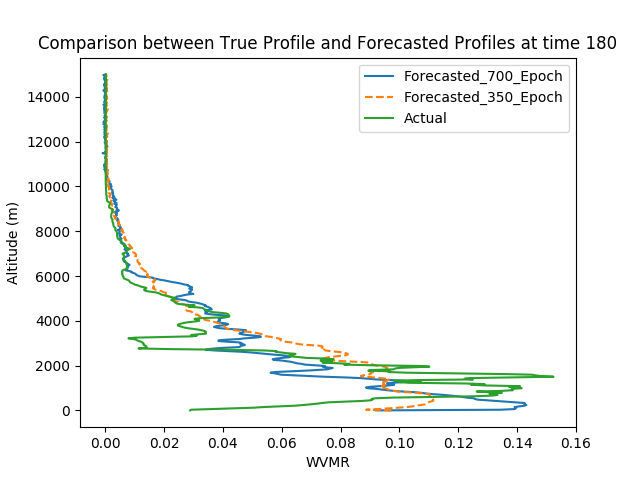 Comparison between True Profile and Forecasted Profiles at time 180
Forecasted_700_Epoch
Forecasted_350_Epoch
Actual
Altitude (m)
14000
12000
10000
8000
6000
4000
2000
0
0.00 0.02 0.04 0.06 0.08 0.10 0.12 0.14 0.16
WVMR